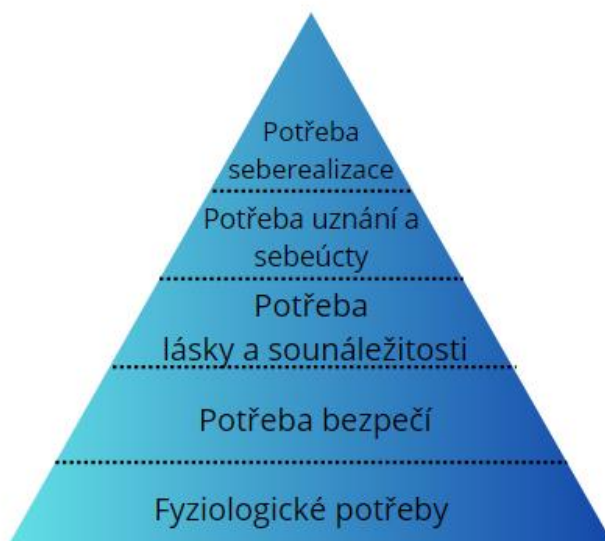 Potřeba
seberealizace
Potřeba uznání a
sebeúcty
Potřeba
lásky a sounáležitosti
Potřeba bezpečí
Fyziologické potřeby